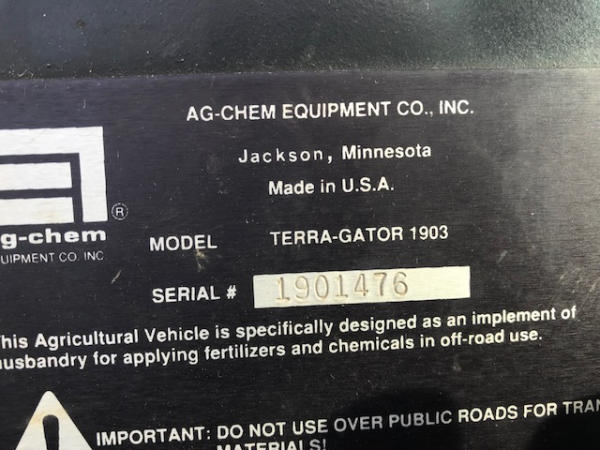 AG-CHEM EQUIPMENT CO., INC.
Jackson, Minnesota
Made in U.S.A.
®
g-chem
UIPMENT CO. INC
MODEL TERRA-GATOR 1903
SERIAL # 1901476
his Agricultural Vehicle is specifically designed as an implement of
usbandry for applying fertilizers and chemicals in off-road use.
IMPORTANT: DO NOT USE OVER PUBLIC ROADS FOR TRAN
MATERIALS!